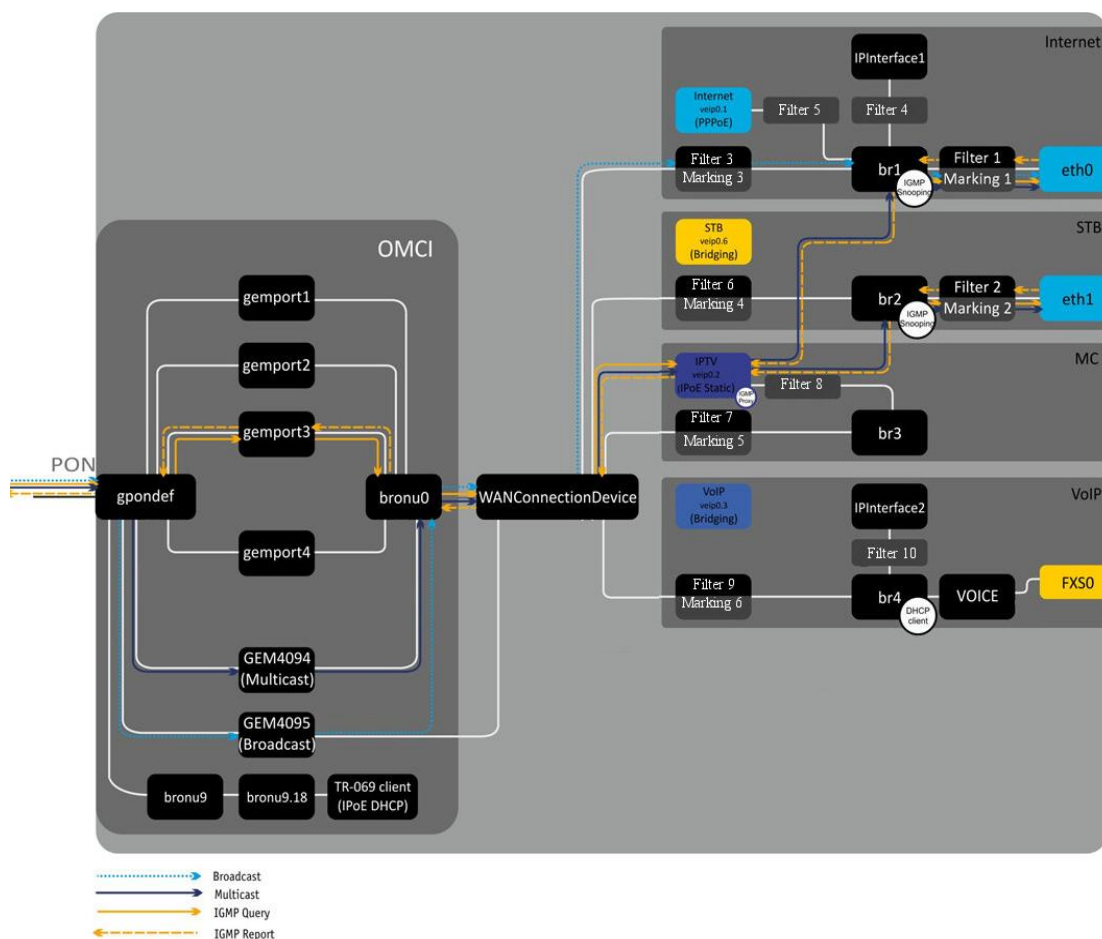 Internet
IPInterface1
Internet
veip0.1
(PPPoE)
Filter 5
Filter 4
Filter 3
Marking 3
br1
IGMP
Snooping
Filter 1
Marking 1
eth0
STB
STB
veip0.6
(Bridging)
Filter 6
Marking 4
br2
IGMP
Snooping
Filter 2
Marking 2
eth1
MC
IPTV
veip0.2
(IPoE Static)
IGMP
Proxy
Filter 8
Filter 7
Marking 5
br3
VoIP
VoIP
veip0.3
(Bridging)
IPInterface2
Filter 10
Filter 9
Marking 6
br4
DHCP
client
VOICE
FXS0
OMCI
gemport1
gemport2
gemport3
PON
gpondef
bronu0
WANConnectionDevice
gemport4
GEM4094
(Multicast)
GEM4095
(Broadcast)
bronu9
bronu9.18
TR-069 client
(IPoE DHCP)
Broadcast
Multicast
IGMP Query
IGMP Report